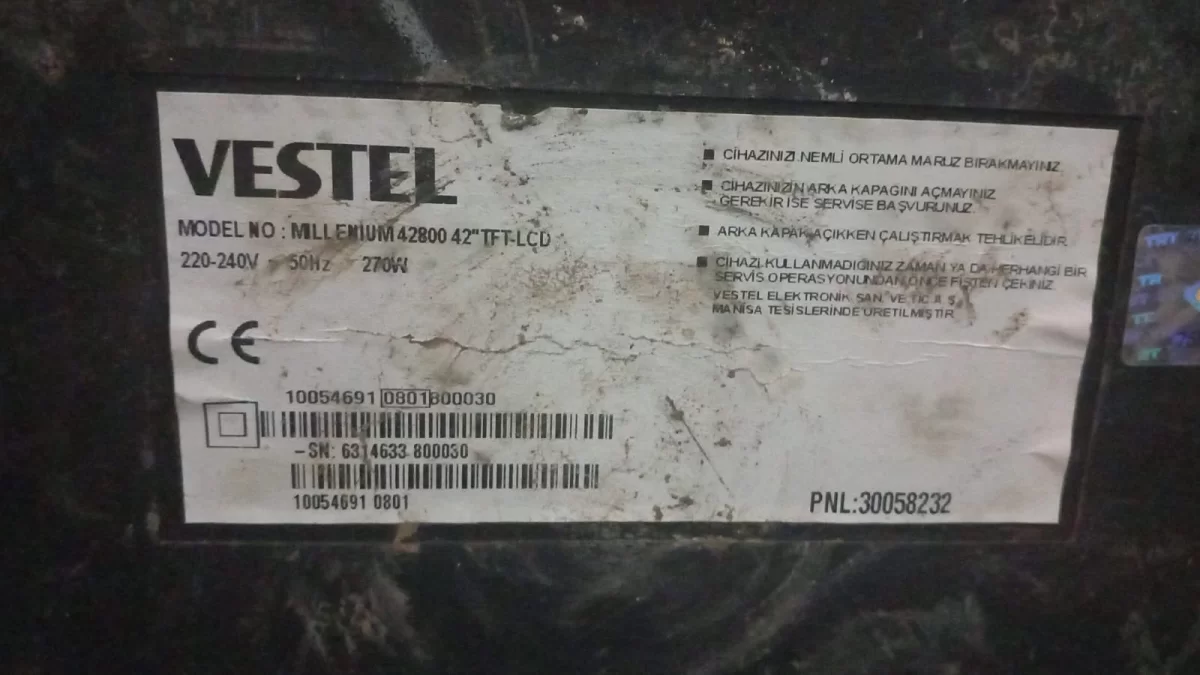 VESTEL
MODEL NO : MILLENIUM 42800 42" TFT-LCD
220-240V ~ 50Hz 270W
CE
10054691 0801800030
-SN: 6314633 800030
10054691 0801
■ CİHAZINIZI NEMLİ ORTAMA MARUZ BIRAKMAYINIZ.
■ CİHAZINIZIN ARKA KAPAGINI AÇMAYINIZ
GEREKİR İSE SERVİSE BAŞVURUNUZ.
■ ARKA KAPAK AÇIKKEN ÇALIŞTIRMAK TEHLİKELİDİR.
■ CİHAZI KULLANMADIGINIZ ZAMAN YA DA HERHANGİ BİR
SERVİS OPERASYONUNDAN ÖNCE FİŞTEN ÇEKİNİZ.
VESTEL ELEKTRONİK SAN. VE TİC A.Ş.
MANİSA TESİSLERİNDE ÜRETİLMİŞTİR
PNL:30058232
TRT